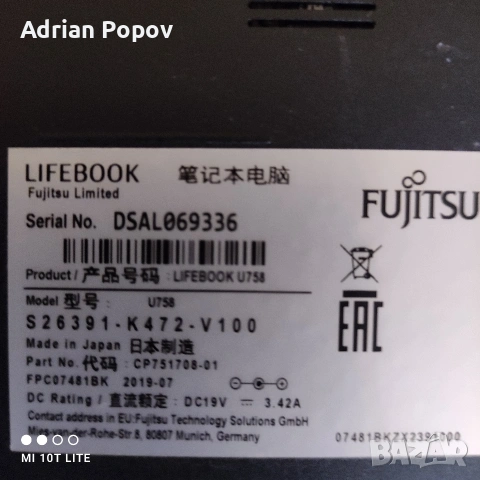 Adrian Popov
LIFEBOOK 笔记本电脑
Fujitsu Limited
FUJITSU
Serial No. DSAL069336
Product / 产品号码 : LIFEBOOK U758
Model 型号 : U758
S26391-K472-V100
EAC
Made in Japan 日本制造
Part No. 代码 : CP751708-01
FPC07481BK 2019-07
DC Rating / 直流额定 : DC19V 3.42A
Contact address in EU:Fujitsu Technology Solutions GmbH
Mies-van-der-Rohe-Str 8, 80807 Munich, Germany
07481BKZX2391000
MI 10T LITE
bazar